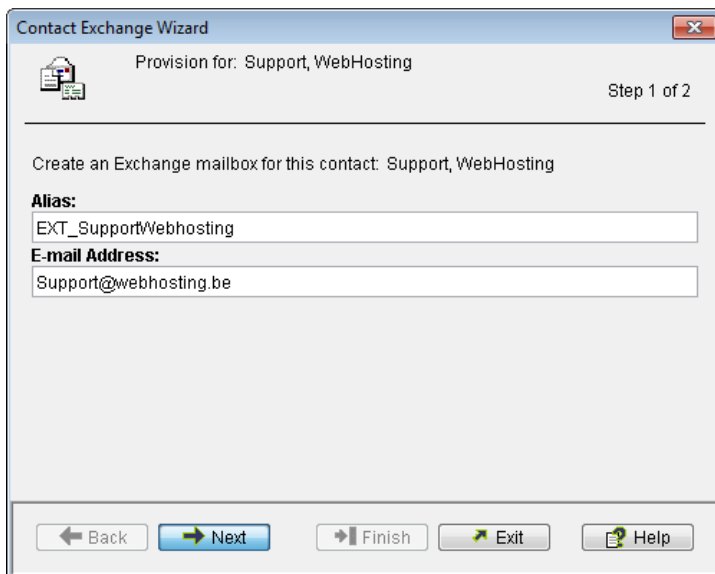 Contact Exchange Wizard
Provision for: Support, WebHosting
Step 1 of 2
Create an Exchange mailbox for this contact: Support, WebHosting
Alias:
EXT_SupportWebhosting
E-mail Address:
Support@webhosting.be
Back Next Finish Exit Help